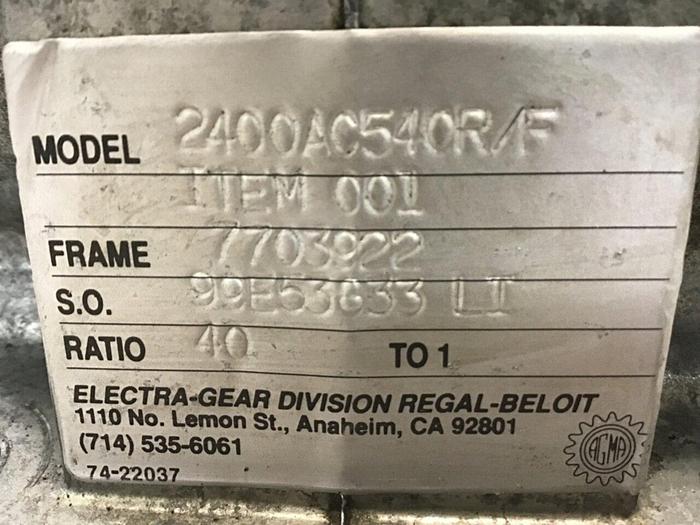 MODEL 2400AC540R/F
ITEM 001
FRAME 7703922
S.O. 99E53G33 LI
RATIO 40 TO 1
ELECTRA-GEAR DIVISION REGAL-BELOIT
1110 No. Lemon St., Anaheim, CA 92801
(714) 535-6061
74-22037
AGMA